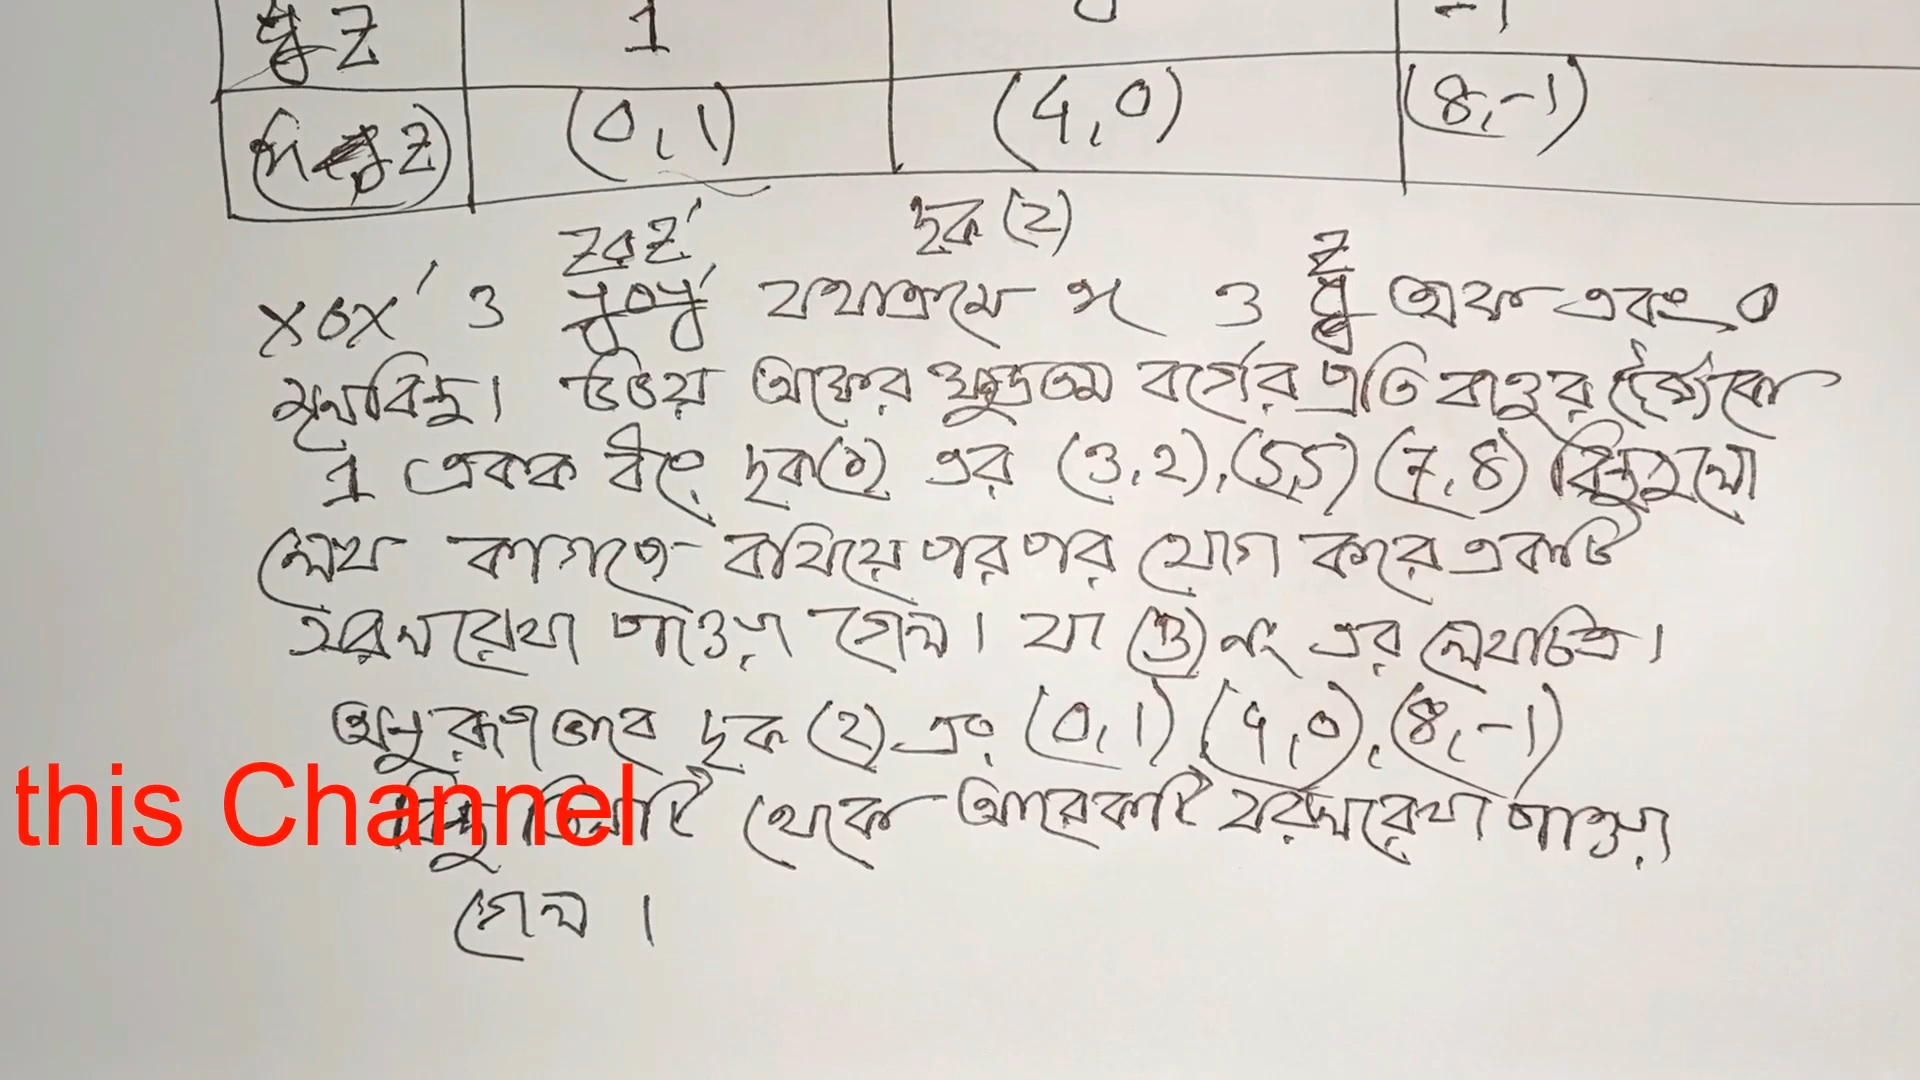 z 1 0 -1
(x, z) (0,1) (4,0) (8,-1)
ছক (২)
ZOZ' z
XOX' ও যথাক্রমে x ও অক্ষ এবং O
মূলবিন্দু। উভয় অক্ষের ক্ষুদ্রতম বর্গের প্রতি বাহুর দৈর্ঘ্যকে
1 একক ধরে ছক(১) এর (3,2), (5,5) (7,8) বিন্দুগুলো
লেখ কাগজে বসিয়ে পরপর যোগ করে একটি
সরলরেখা পাওয়া গেল। যা (3) নং এর লেখচিত্র।
অনুরূপভাবে ছক (২) এর (0,1) (4,0), (8,-1)
this Channel
বিন্দু তিনটি থেকে আরেকটি সরলরেখা পাওয়া
গেল।